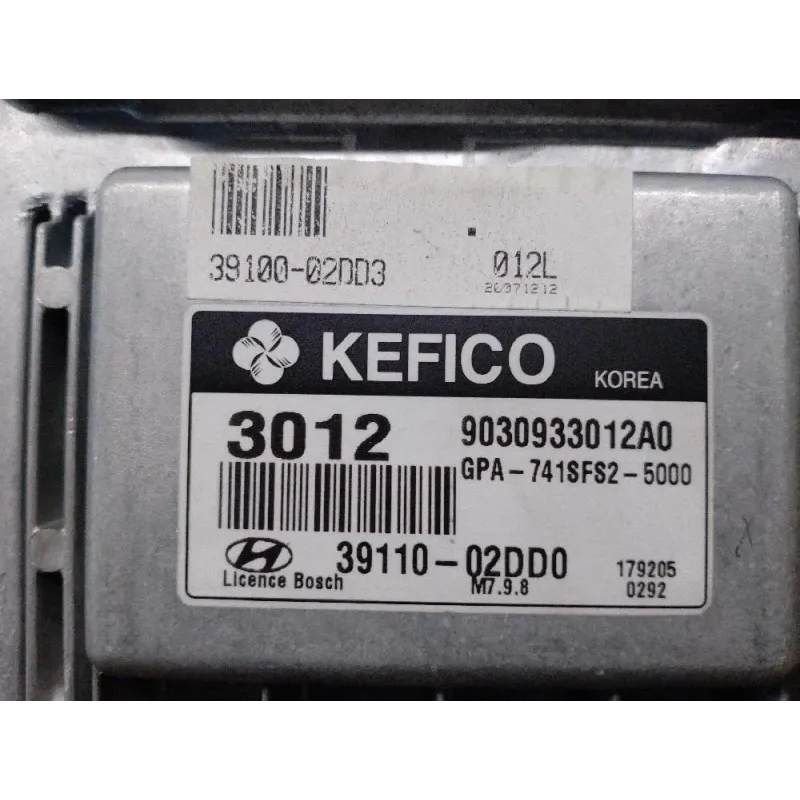 39100-02DD3 012L
20371212
KEFICO KOREA
3012 9030933012A0
GPA-741SFS2-5000
39110-02DD0 179205
Licence Bosch M7.9.8 0292